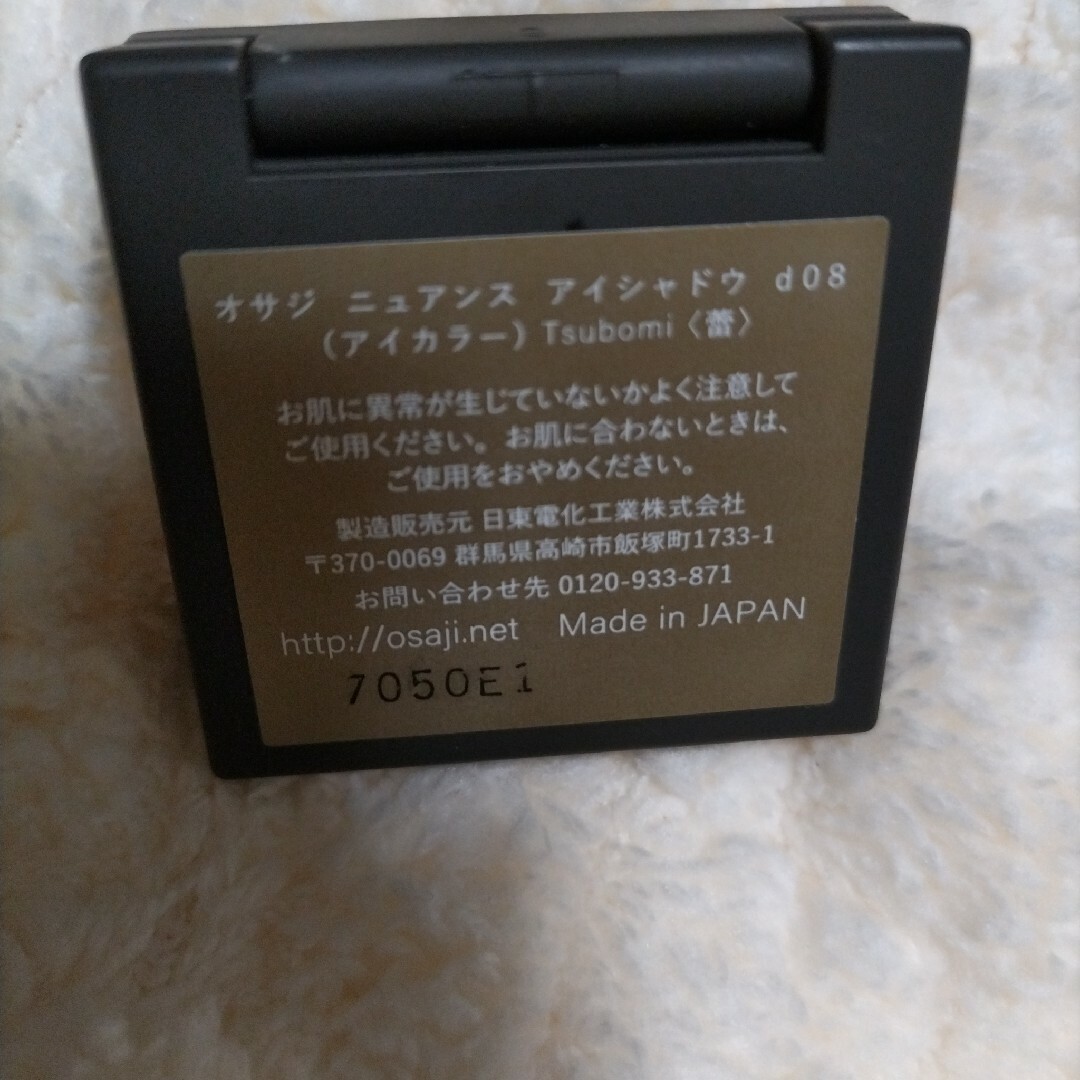 オサジ ニュアンス アイシャドウ d08
(アイカラー) Tsubomi〈蕾〉
お肌に異常が生じていないかよく注意して
ご使用ください。お肌に合わないときは、
ご使用をおやめください。
製造販売元 日東電化工業株式会社
〒370-0069 群馬県高崎市飯塚町1733-1
お問い合わせ先 0120-933-871
http://osaji.net Made in JAPAN
7050E1